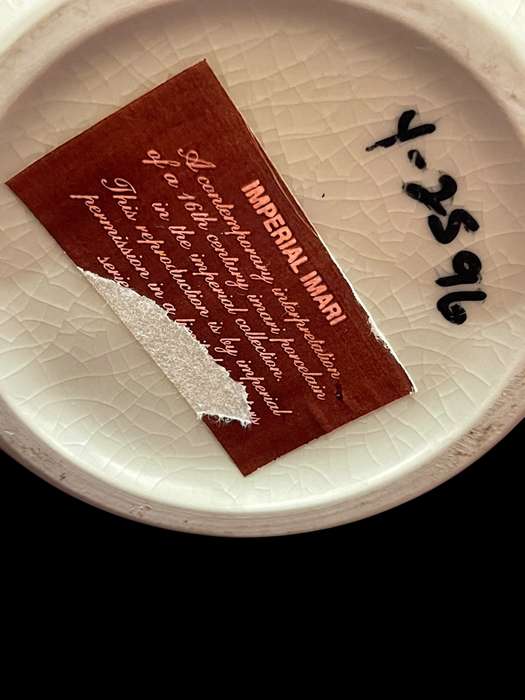 IMPERIAL IMARI
A contemporary interpretation
of a 16th century imari porcelain
in the imperial collection.
This reproduction is by imperial
permission in a
Y-2596